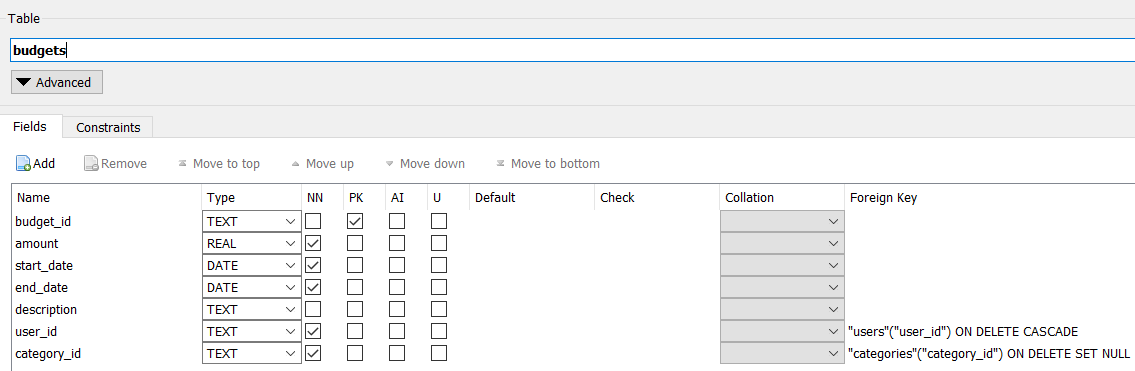 Table
budgets
Advanced
Fields Constraints
Add Remove Move to top Move up Move down Move to bottom
Name Type NN PK AI U Default Check Collation Foreign Key
budget_id TEXT
amount REAL
start_date DATE
end_date DATE
description TEXT
user_id TEXT "users"("user_id") ON DELETE CASCADE
category_id TEXT "categories"("category_id") ON DELETE SET NULL